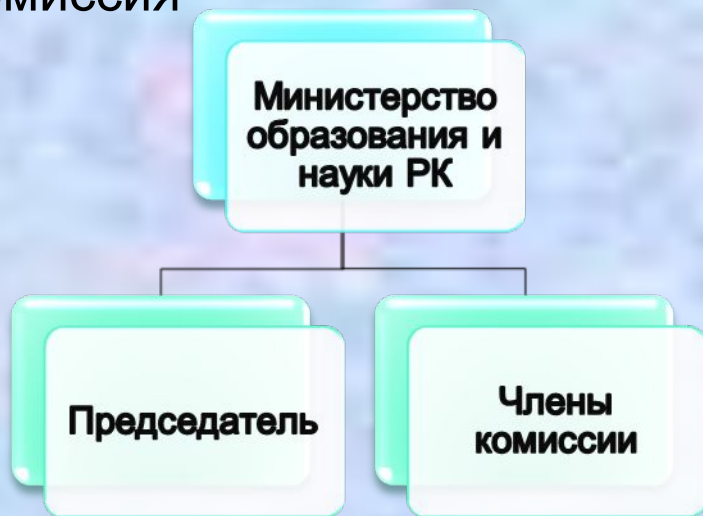 Министерство
образования и
науки РК
Председатель
Члены
комиссии